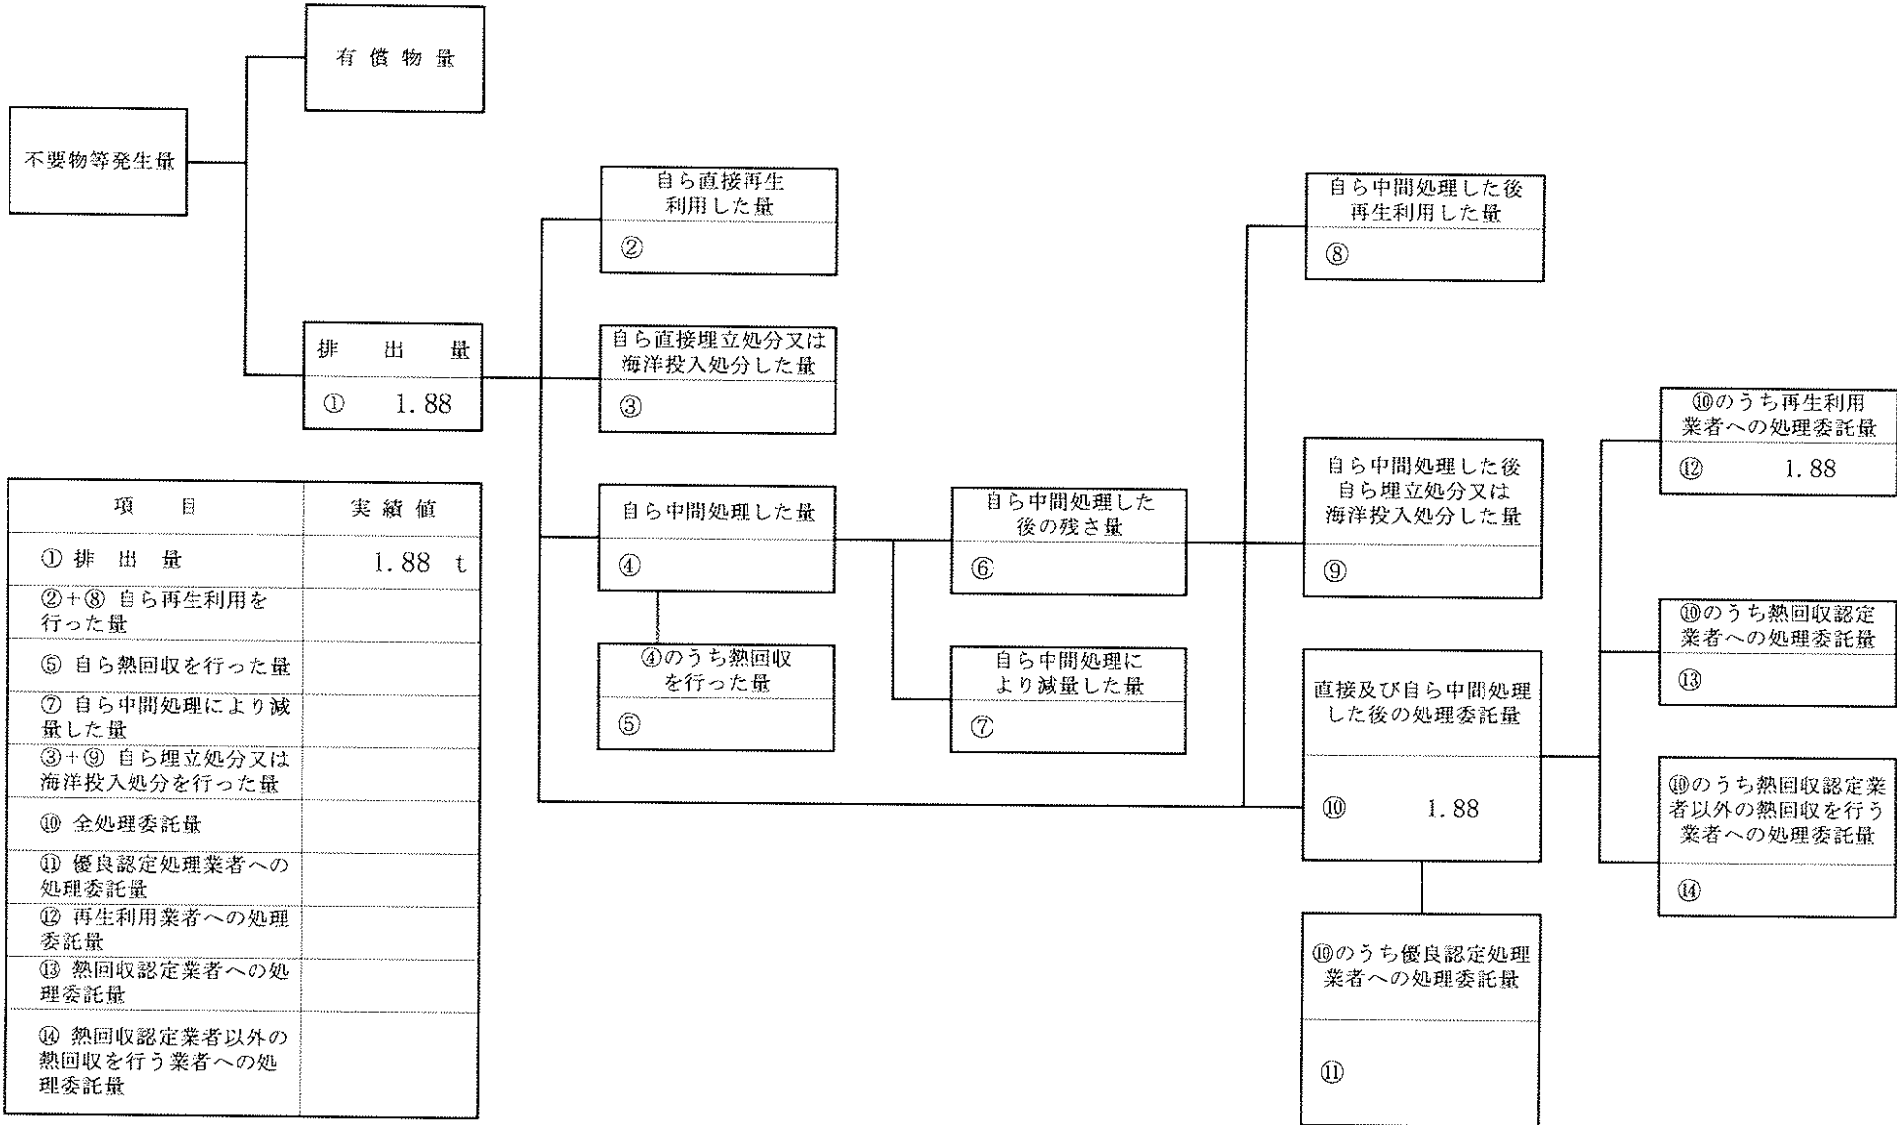 有 償 物 量
不要物等発生量
排 出 量
① 1.88
自ら直接再生
利用した量
②
自ら直接埋立処分又は
海洋投入処分した量
③
自ら中間処理した量
④
④のうち熱回収
を行った量
⑤
自ら中間処理した
後の残さ量
⑥
自ら中間処理に
より減量した量
⑦
自ら中間処理した後
再生利用した量
⑧
自ら中間処理した後
自ら埋立処分又は
海洋投入処分した量
⑨
直接及び自ら中間処理
した後の処理委託量
⑩ 1.88
⑩のうち優良認定処理
業者への処理委託量
⑪
⑩のうち再生利用
業者への処理委託量
⑫ 1.88
⑩のうち熱回収認定
業者への処理委託量
⑬
⑩のうち熱回収認定業
者以外の熱回収を行う
業者への処理委託量
⑭
項 目 実 績 値
① 排 出 量 1.88 t
②+⑧ 自ら再生利用を
行った量
⑤ 自ら熱回収を行った量
⑦ 自ら中間処理により減
量した量
③+⑨ 自ら埋立処分又は
海洋投入処分を行った量
⑩ 全処理委託量
⑪ 優良認定処理業者への
処理委託量
⑫ 再生利用業者への処理
委託量
⑬ 熱回収認定業者への処
理委託量
⑭ 熱回収認定業者以外の
熱回収を行う業者への処
理委託量